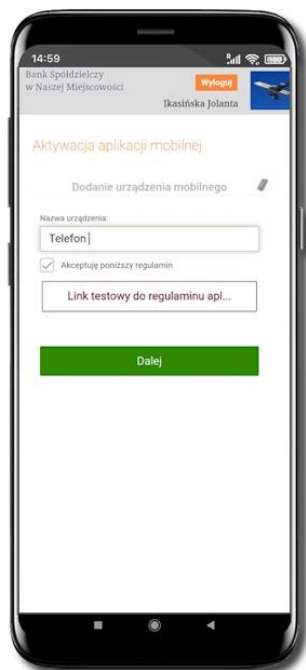 14:59
Bank Spółdzielczy
w Naszej Miejscowości
Wyloguj
Ikasińska Jolanta
Aktywacja aplikacji mobilnej
Dodanie urządzenia mobilnego
Nazwa urządzenia:
Telefon
Akceptuję poniższy regulamin
Link testowy do regulaminu apl...
Dalej